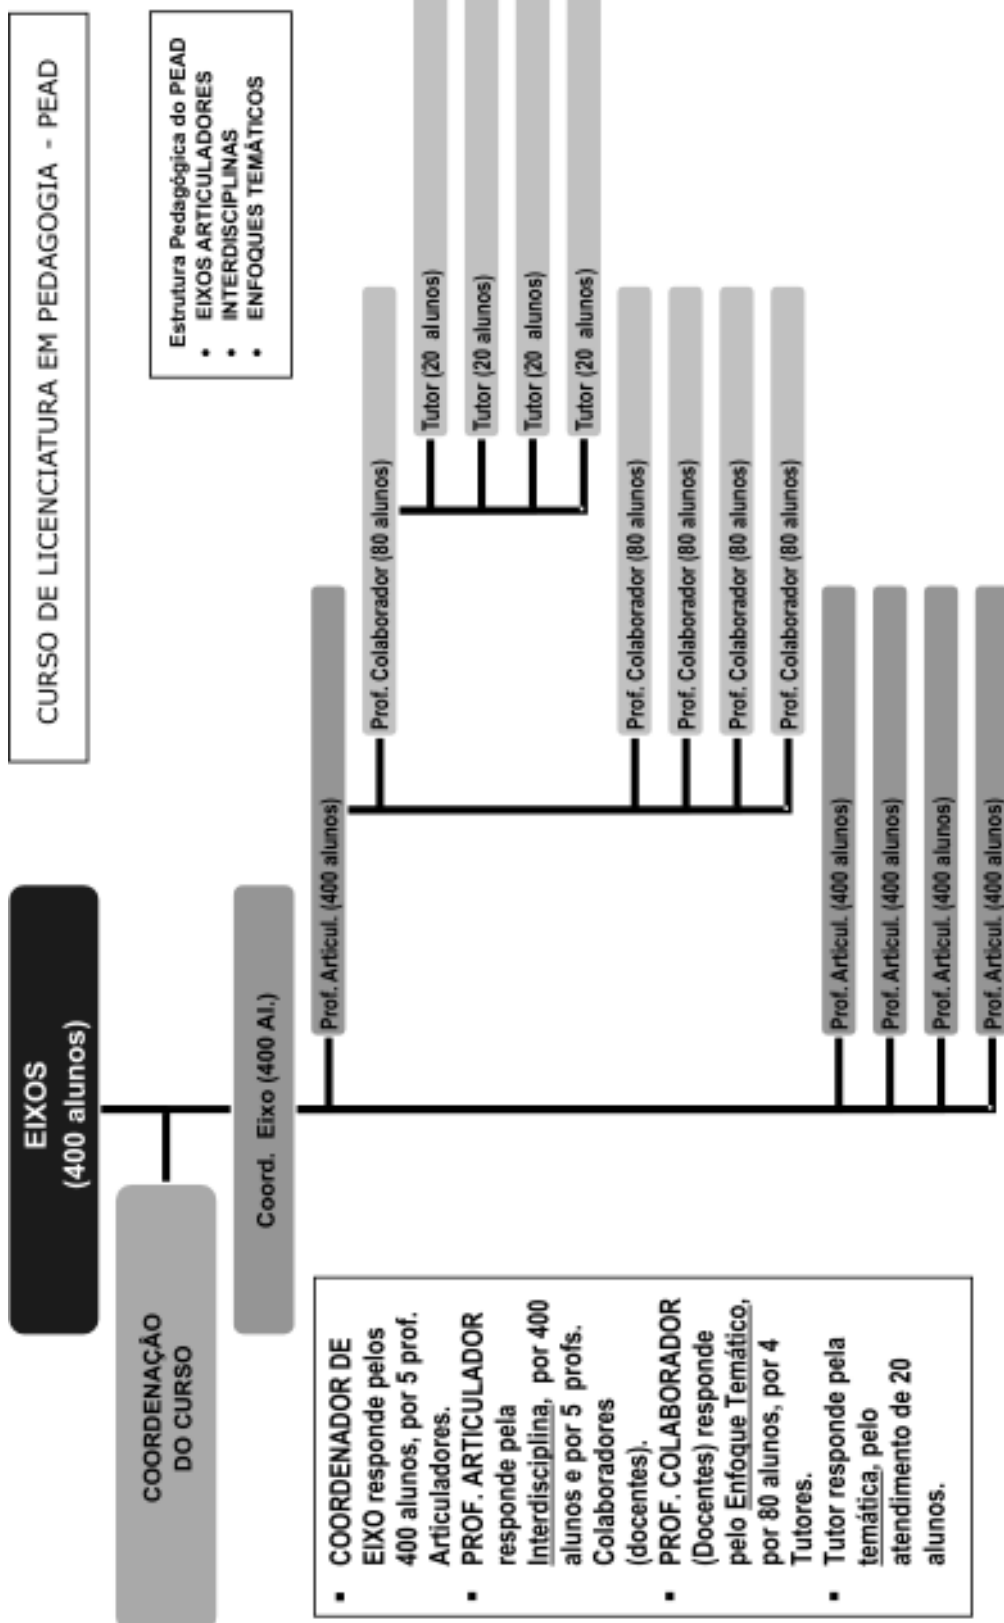 CURSO DE LICENCIATURA EM PEDAGOGIA - PEAD
EIXOS
(400 alunos)
COORDENAÇÃO
DO CURSO
Coord. Eixo (400 Al.)
Estrutura Pedagógica do PEAD
• EIXOS ARTICULADORES
• INTERDISCIPLINAS
• ENFOQUES TEMÁTICOS
Prof. Articul. (400 alunos)
Prof. Colaborador (80 alunos)
Tutor (20 alunos)
Tutor (20 alunos)
Tutor (20 alunos)
Tutor (20 alunos)
Prof. Colaborador (80 alunos)
Prof. Colaborador (80 alunos)
Prof. Colaborador (80 alunos)
Prof. Colaborador (80 alunos)
Prof. Articul. (400 alunos)
Prof. Articul. (400 alunos)
Prof. Articul. (400 alunos)
Prof. Articul. (400 alunos)
▪ COORDENADOR DE
EIXO responde pelos
400 alunos, por 5 prof.
Articuladores.
▪ PROF. ARTICULADOR
responde pela
Interdisciplina, por 400
alunos e por 5 profs.
Colaboradores
(docentes).
▪ PROF. COLABORADOR
(Docentes) responde
pelo Enfoque Temático,
por 80 alunos, por 4
Tutores.
▪ Tutor responde pela
temática, pelo
atendimento de 20
alunos.